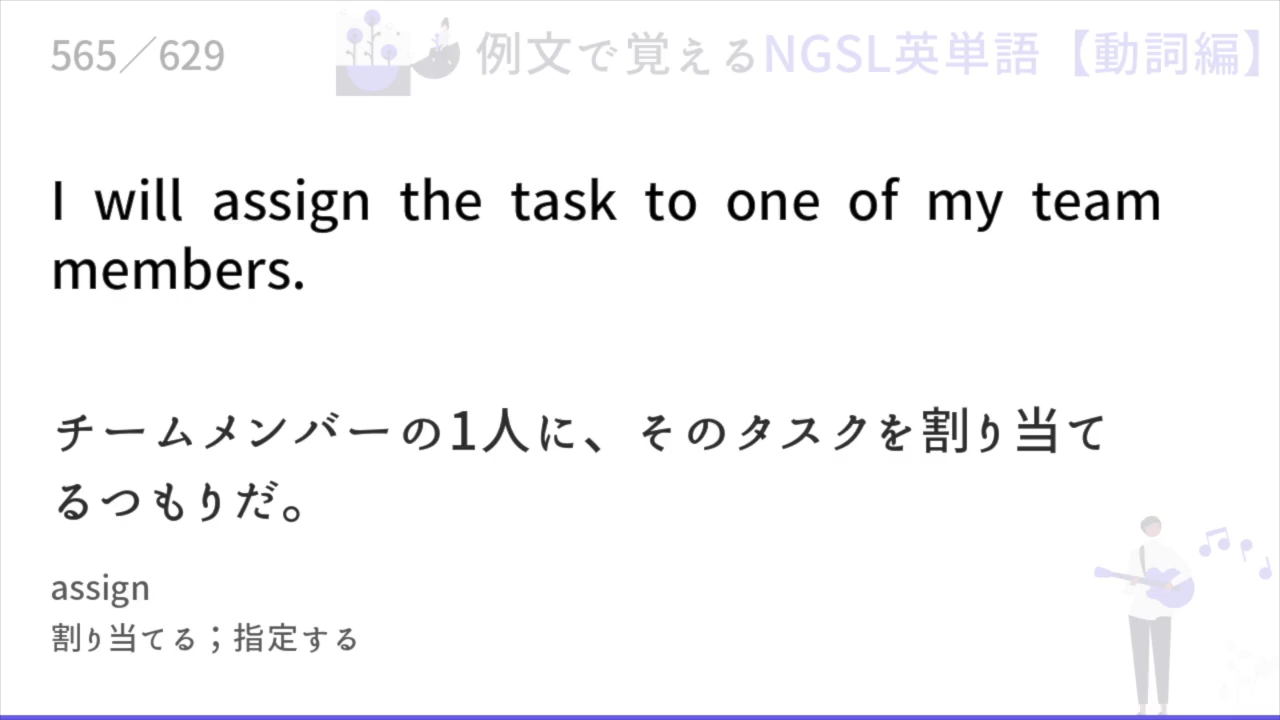 565／629
例文で覚えるNGSL英単語【動詞編】
I will assign the task to one of my team
members.
チームメンバーの1人に、そのタスクを割り当て
るつもりだ。
assign
割り当てる；指定する